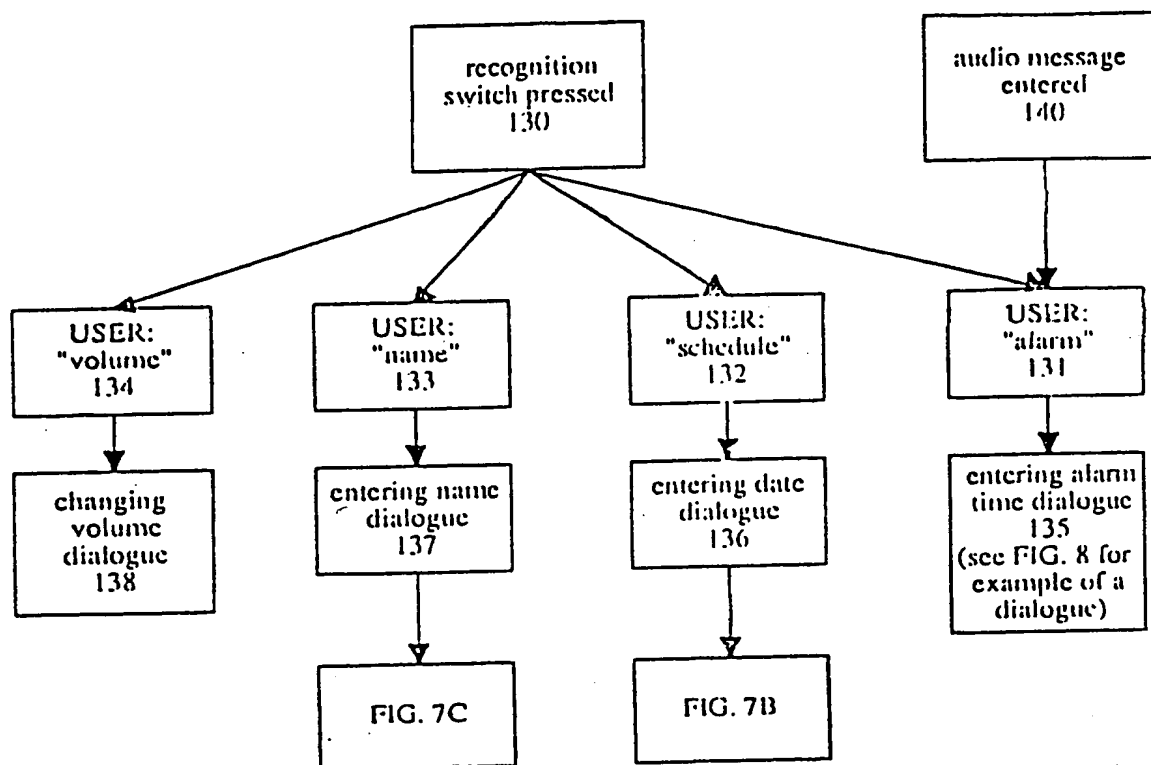 recognition
switch pressed
130
audio message
entered
140
USER:
"volume"
134
USER:
"name"
133
USER:
"schedule"
132
USER:
"alarm"
131
changing
volume
dialogue
138
entering name
dialogue
137
entering date
dialogue
136
entering alarm
time dialogue
135
(see FIG. 8 for
example of a
dialogue)
FIG. 7C
FIG. 7B